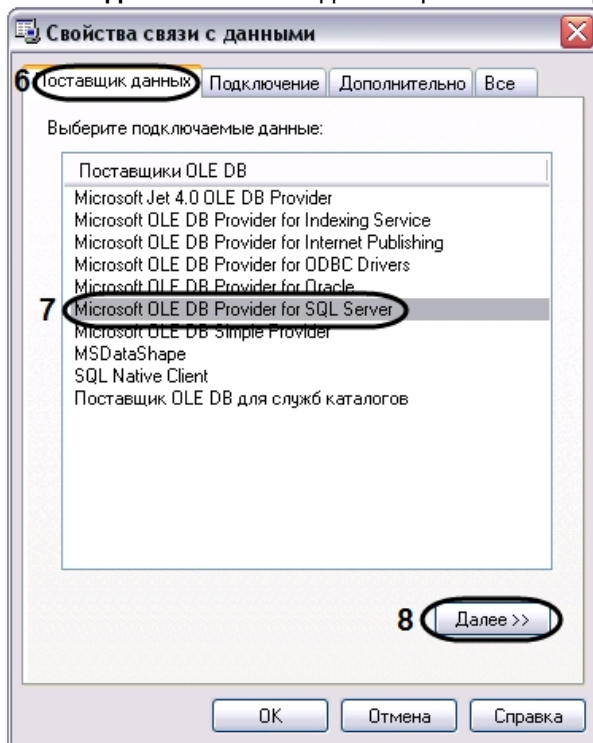 Свойства связи с данными
6 Поставщик данных Подключение Дополнительно Все
Выберите подключаемые данные:
Поставщики OLE DB
Microsoft Jet 4.0 OLE DB Provider
Microsoft OLE DB Provider for Indexing Service
Microsoft OLE DB Provider for Internet Publishing
Microsoft OLE DB Provider for ODBC Drivers
Microsoft OLE DB Provider for Oracle
7 Microsoft OLE DB Provider for SQL Server
Microsoft OLE DB Simple Provider
MSDataShape
SQL Native Client
Поставщик OLE DB для служб каталогов
8 Далее >>
OK Отмена Справка